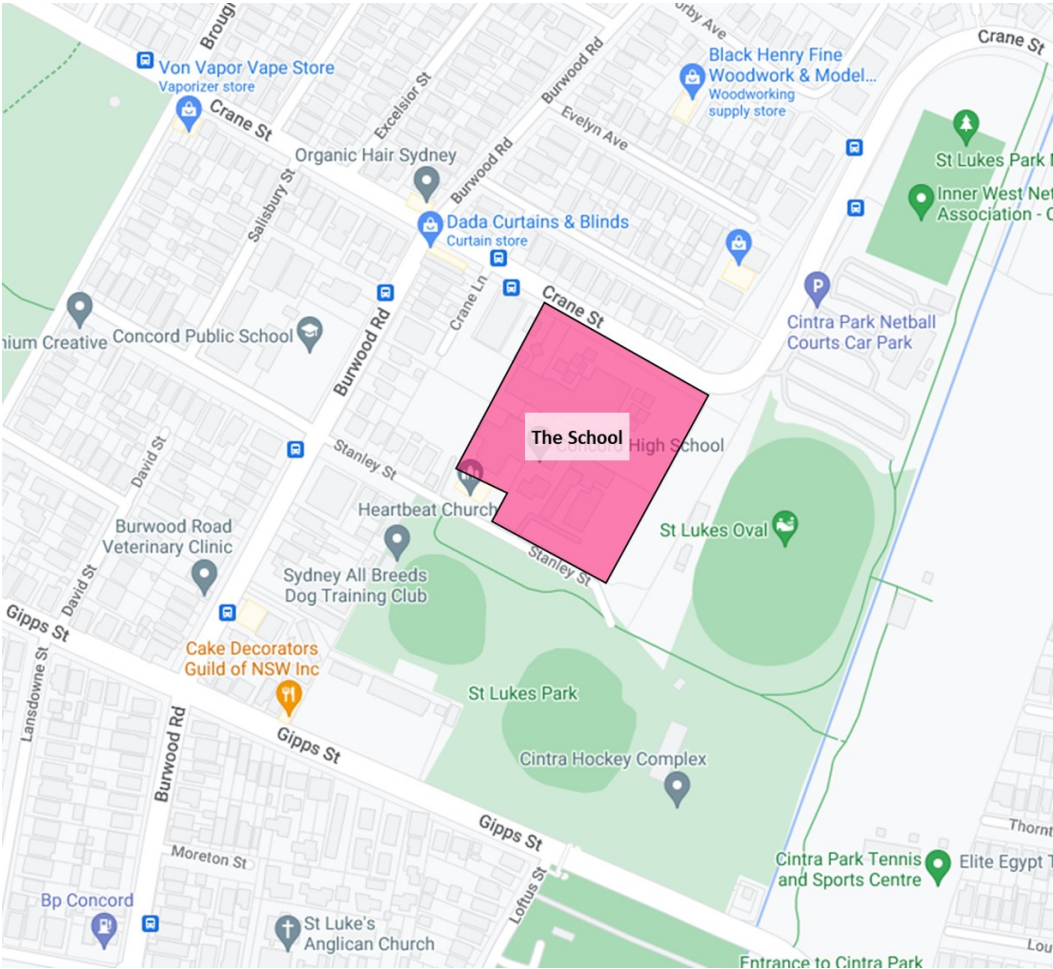 Broug
orby Ave
Crane St
Burwood Rd
Black Henry Fine
Woodwork & Model...
Woodworking
supply store
Von Vapor Vape Store
Vaporizer store
Excelsior St
Crane St
Evelyn Ave
Organic Hair Sydney
Burwood Rd
St Lukes Park N
Salisbury St
Inner West Net
Association - C
Dada Curtains & Blinds
Curtain store
Crane Ln
Crane St
P
Cintra Park Netball
Courts Car Park
nium Creative
Concord Public School
Burwood Rd
The School
Concord High School
David St
Stanley St
Heartbeat Church
Burwood Road
Veterinary Clinic
St Lukes Oval
Stanley St
Sydney All Breeds
Dog Training Club
David St
Gipps St
Cake Decorators
Guild of NSW Inc
Lansdowne St
St Lukes Park
Burwood Rd
Gipps St
Cintra Hockey Complex
Gipps St
Thornt
Moreton St
Cintra Park Tennis
and Sports Centre
Elite Egypt T
Loftus St
Bp Concord
St Luke's
Anglican Church
Lou
Entrance to Cintra Park